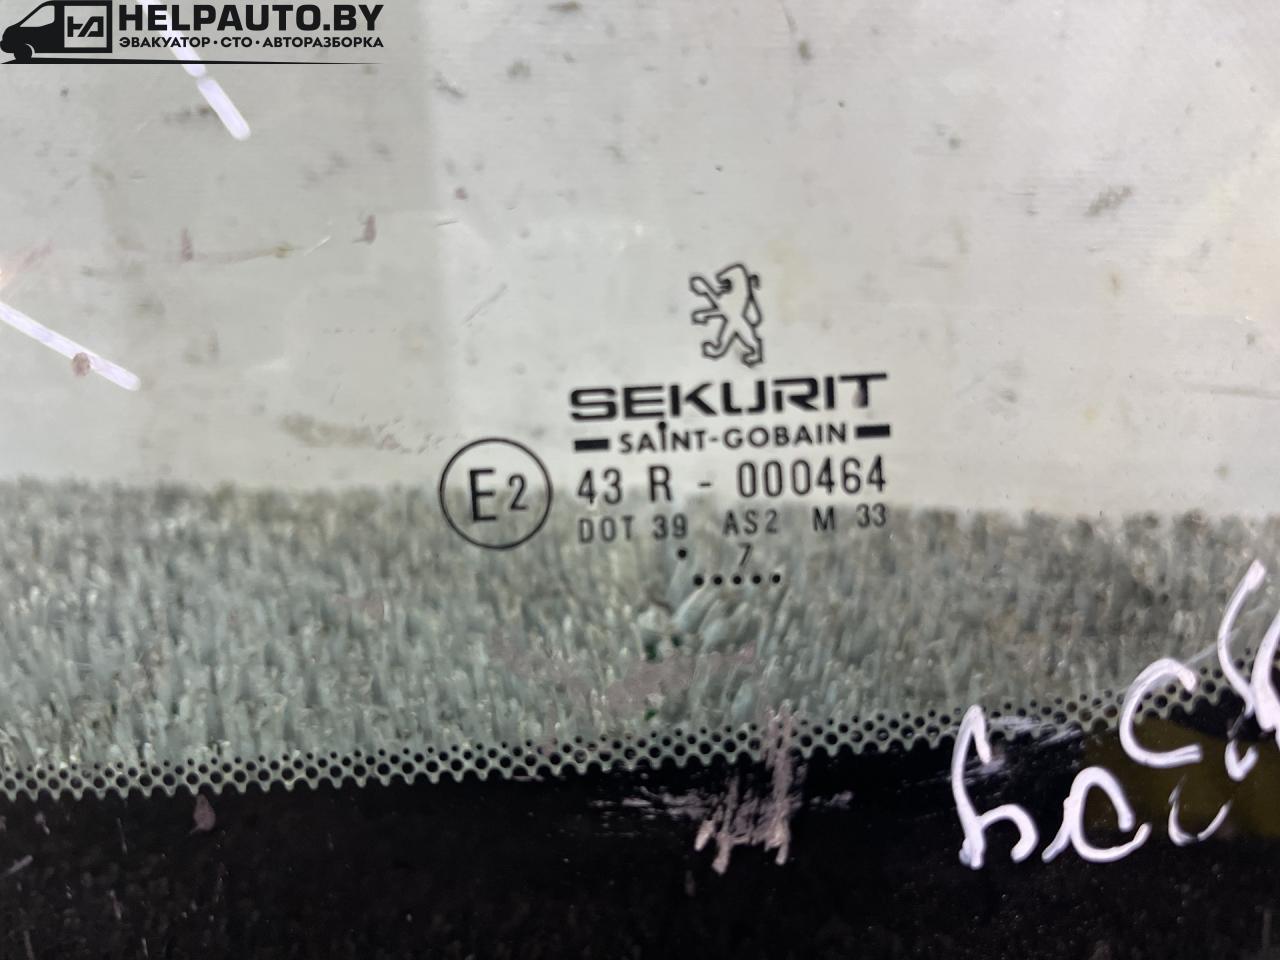 HELPAUTO.BY
ЭВАКУАТОР · СТО · АВТОРАЗБОРКА
SEKURIT
SAINT-GOBAIN
E2
43 R - 000464
DOT 39 AS2 M 33
. 7
.....